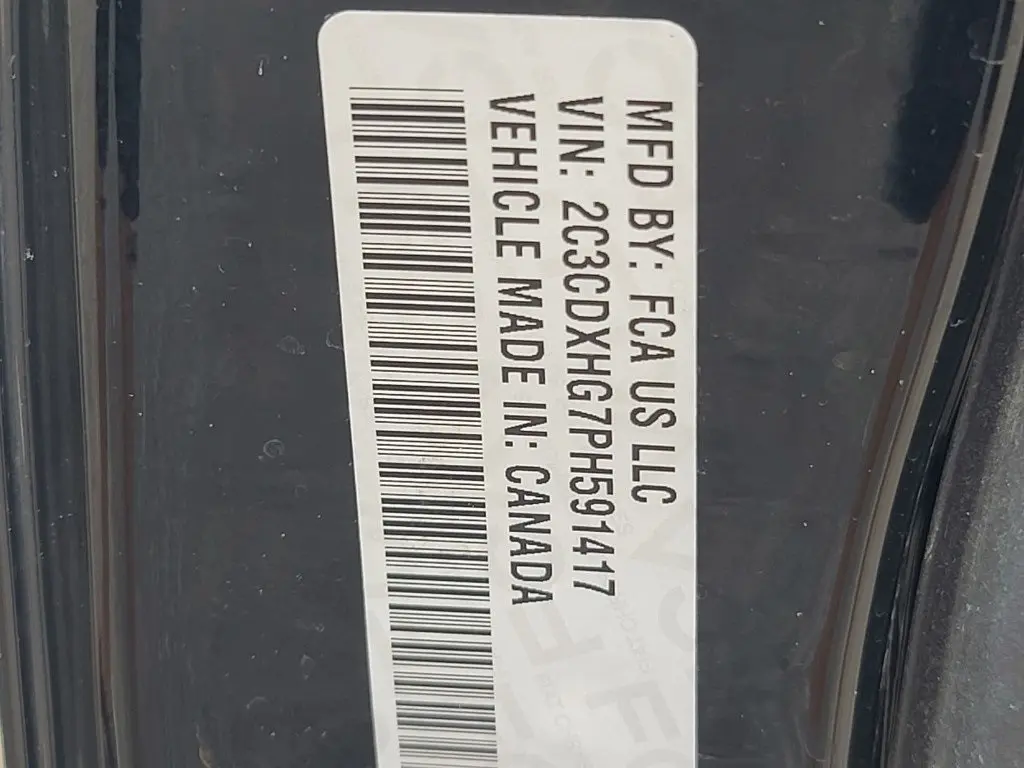 MFD BY: FCA US LLC
VIN: 2C3CDXHG7PH591417
VEHICLE MADE IN: CANADA